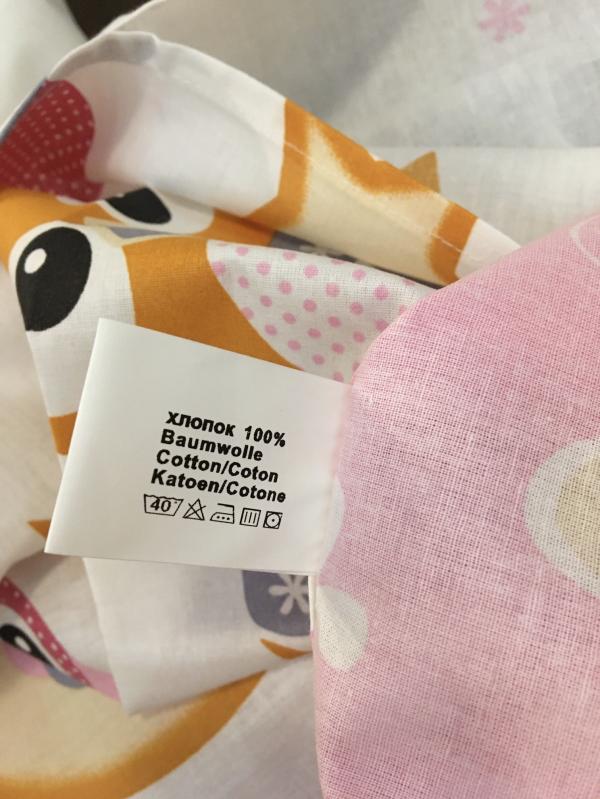 хлопок 100%
Baumwolle
Cotton/Coton
Katoen/Cotone
40